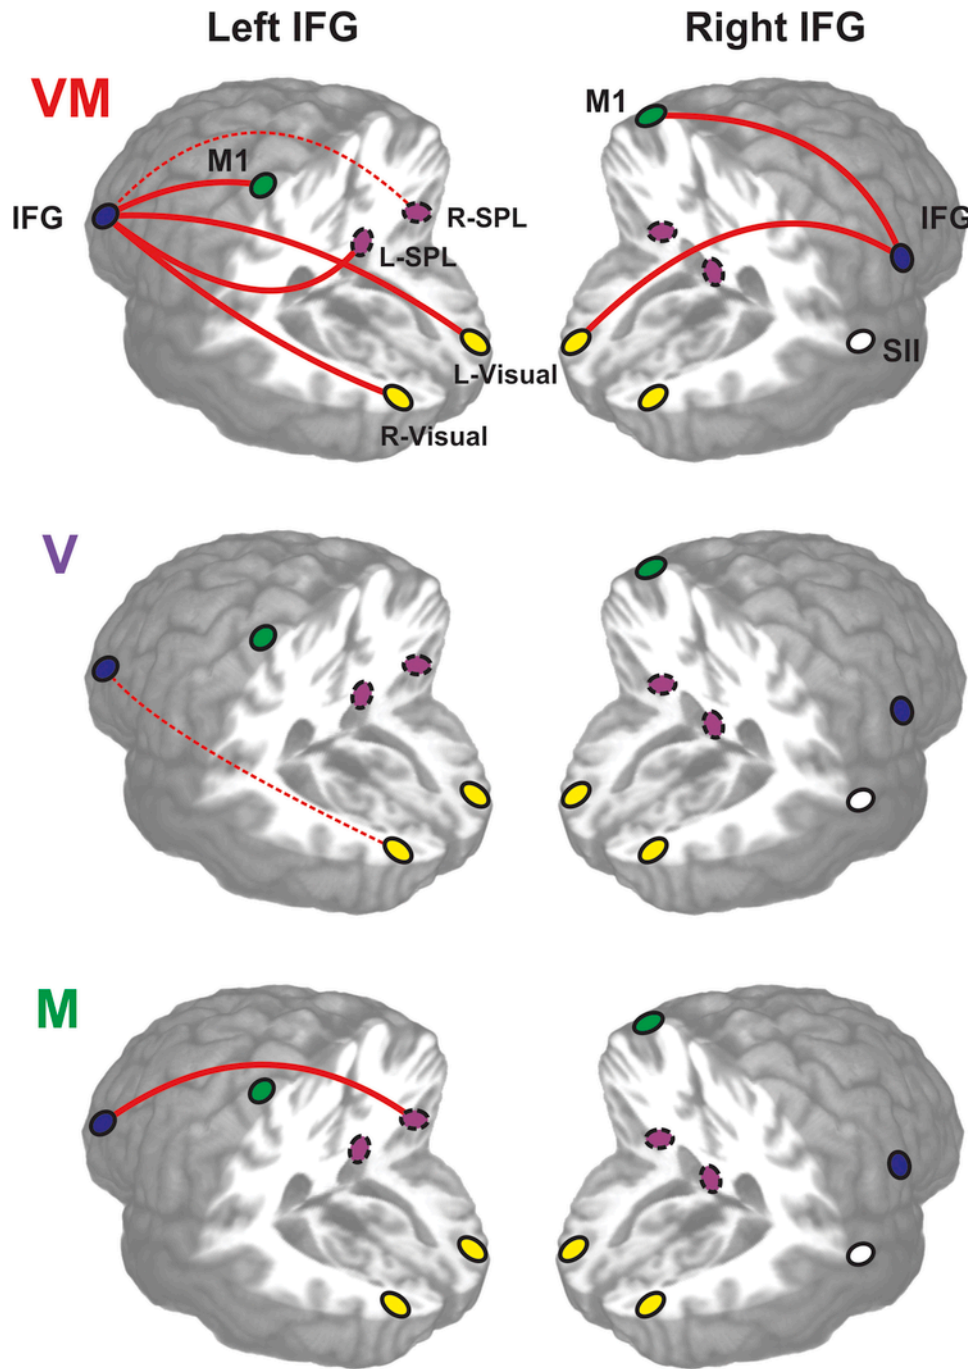 Left IFG
Right IFG
VM
M1
IFG
R-SPL
L-SPL
L-Visual
R-Visual
M1
IFG
SII
V
M